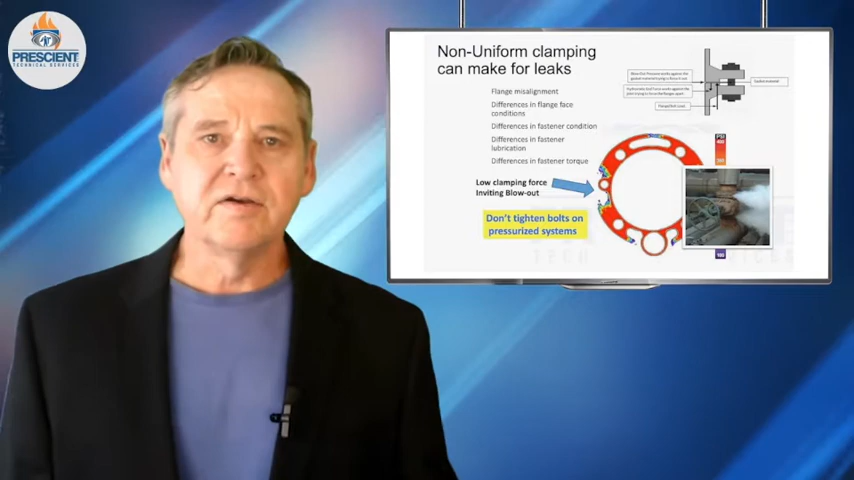 PRESCIENT
TECHNICAL SERVICES
Non-Uniform clamping
can make for leaks
Flange misalignment
Differences in flange face
conditions
Differences in fastener condition
Differences in fastener
lubrication
Differences in fastener torque
Low clamping force
Inviting Blow-out
Don't tighten bolts on
pressurized systems
PSI